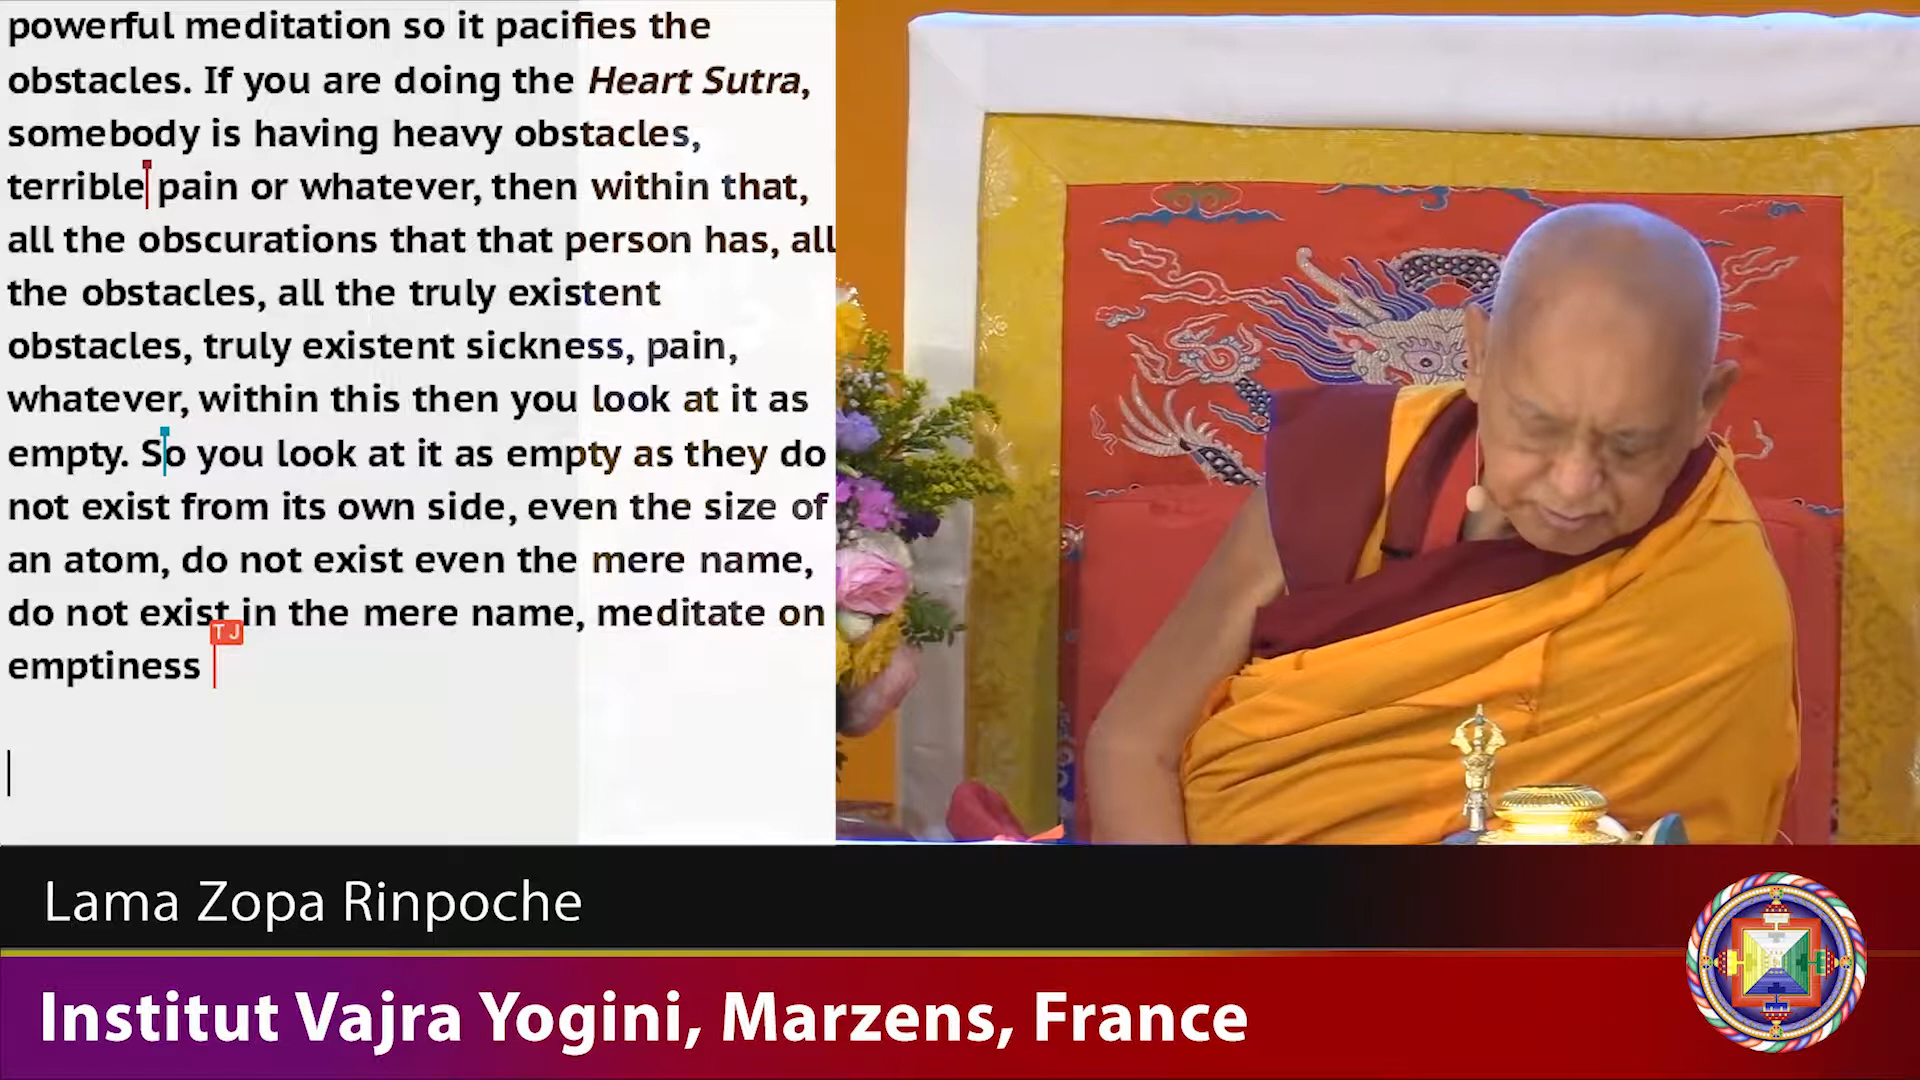 powerful meditation so it pacifies the
obstacles. If you are doing the Heart Sutra,
somebody is having heavy obstacles,
terrible pain or whatever, then within that,
all the obscurations that that person has, all
the obstacles, all the truly existent
obstacles, truly existent sickness, pain,
whatever, within this then you look at it as
empty. So you look at it as empty as they do
not exist from its own side, even the size of
an atom, do not exist even the mere name,
do not exist in the mere name, meditate on
TJ
emptiness
Lama Zopa Rinpoche
Institut Vajra Yogini, Marzens, France